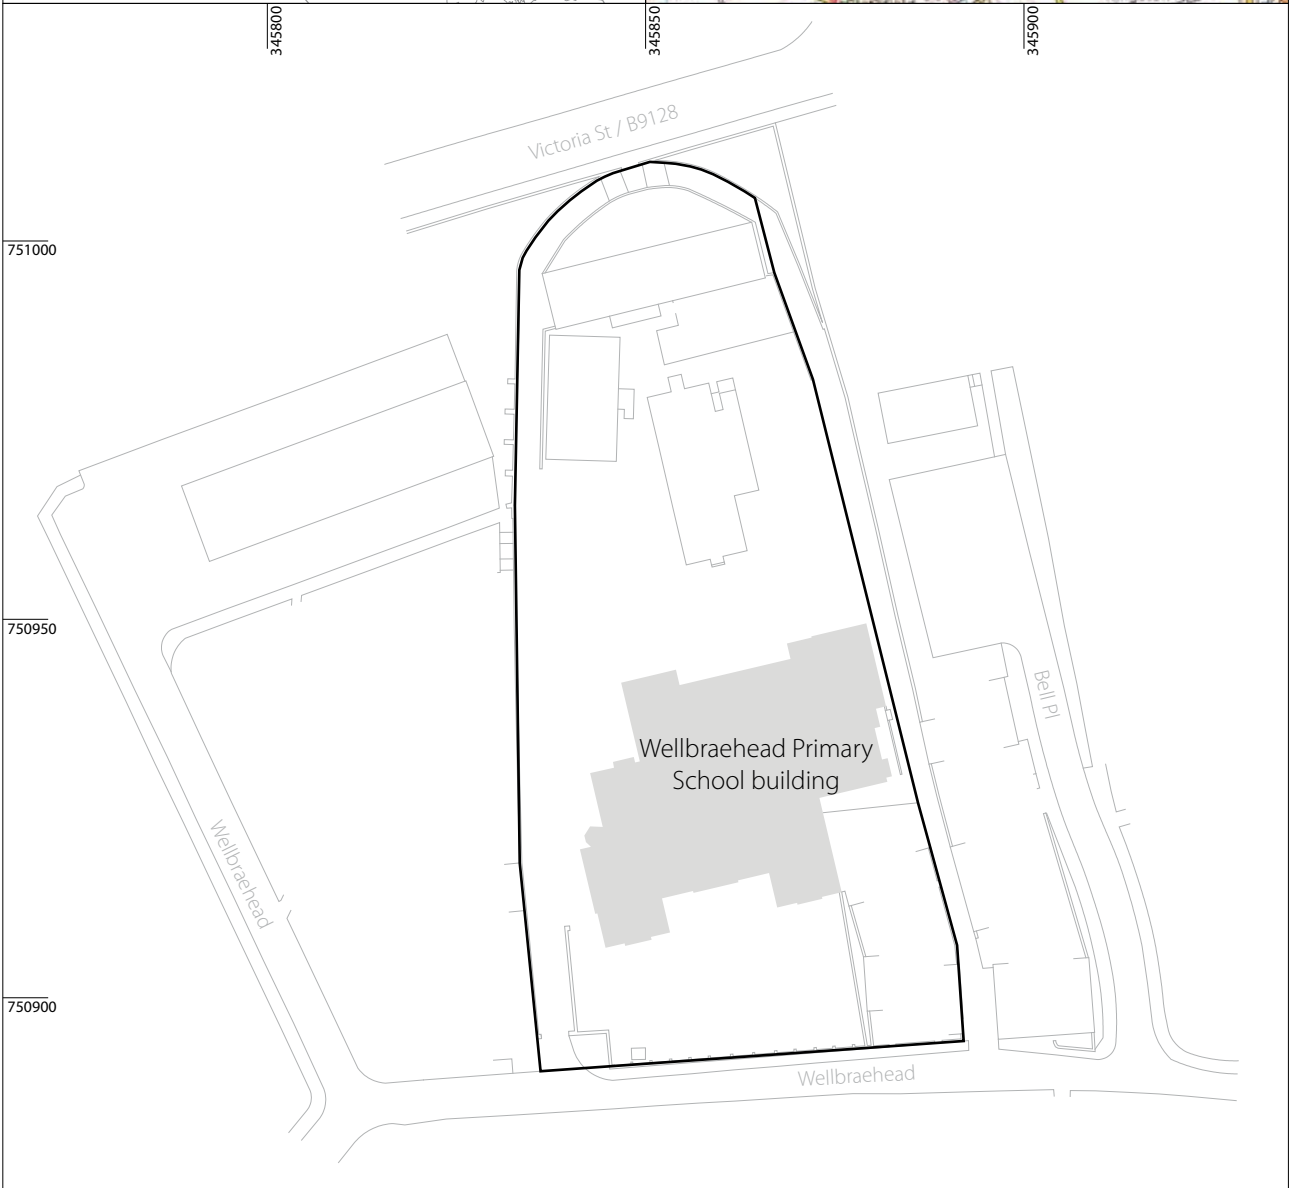 345800
345850
345900
Victoria St / B9128
751000
750950
Bell Pl
Wellbraehead Primary
School building
Wellbraehead
750900
Wellbraehead